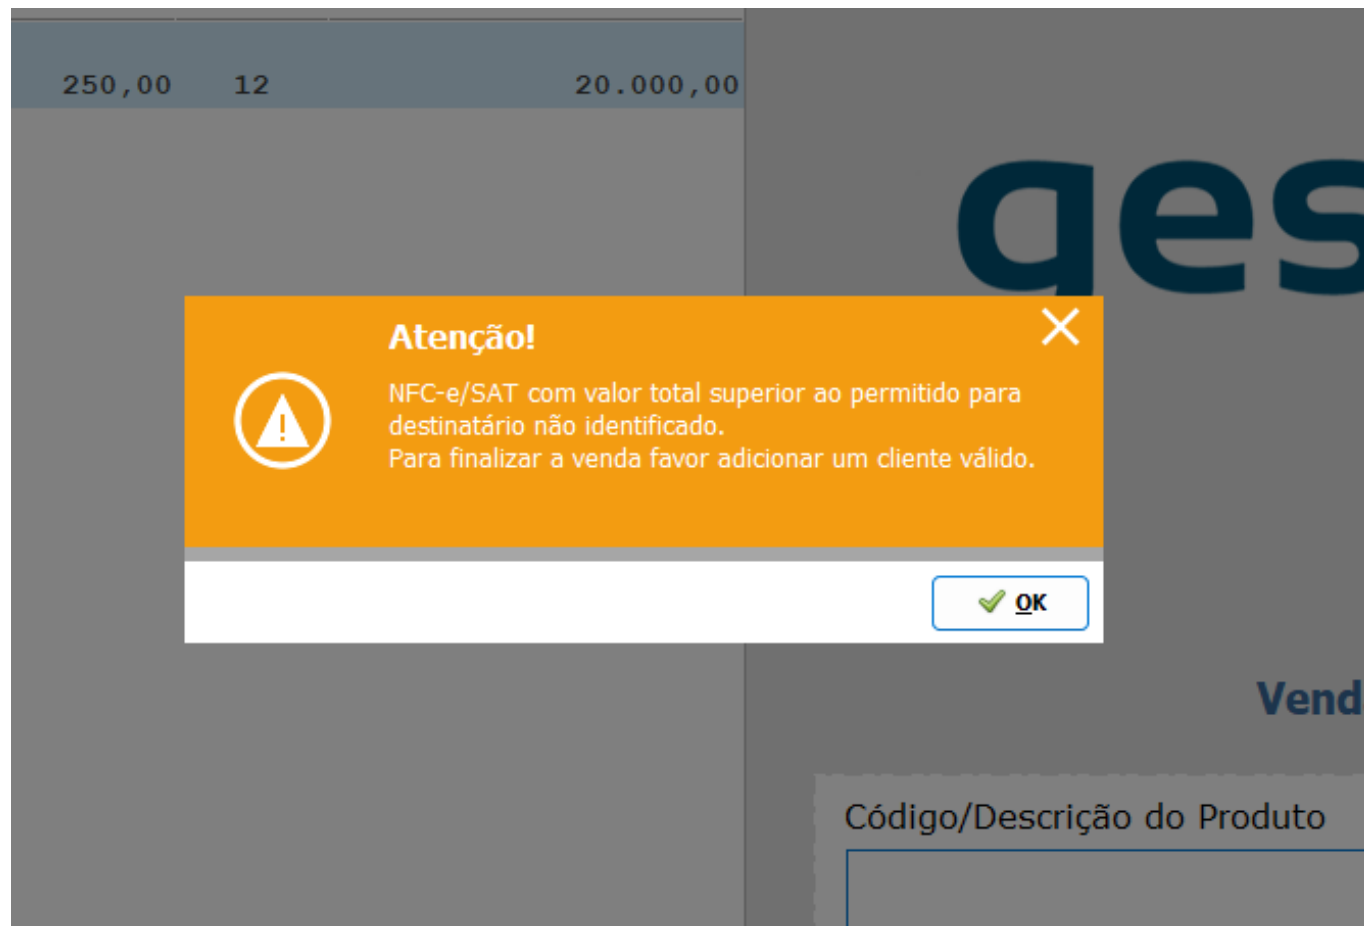 250,00 12 20.000,00
ges
Atenção!
NFC-e/SAT com valor total superior ao permitido para
destinatário não identificado.
Para finalizar a venda favor adicionar um cliente válido.
OK
Vend
Código/Descrição do Produto